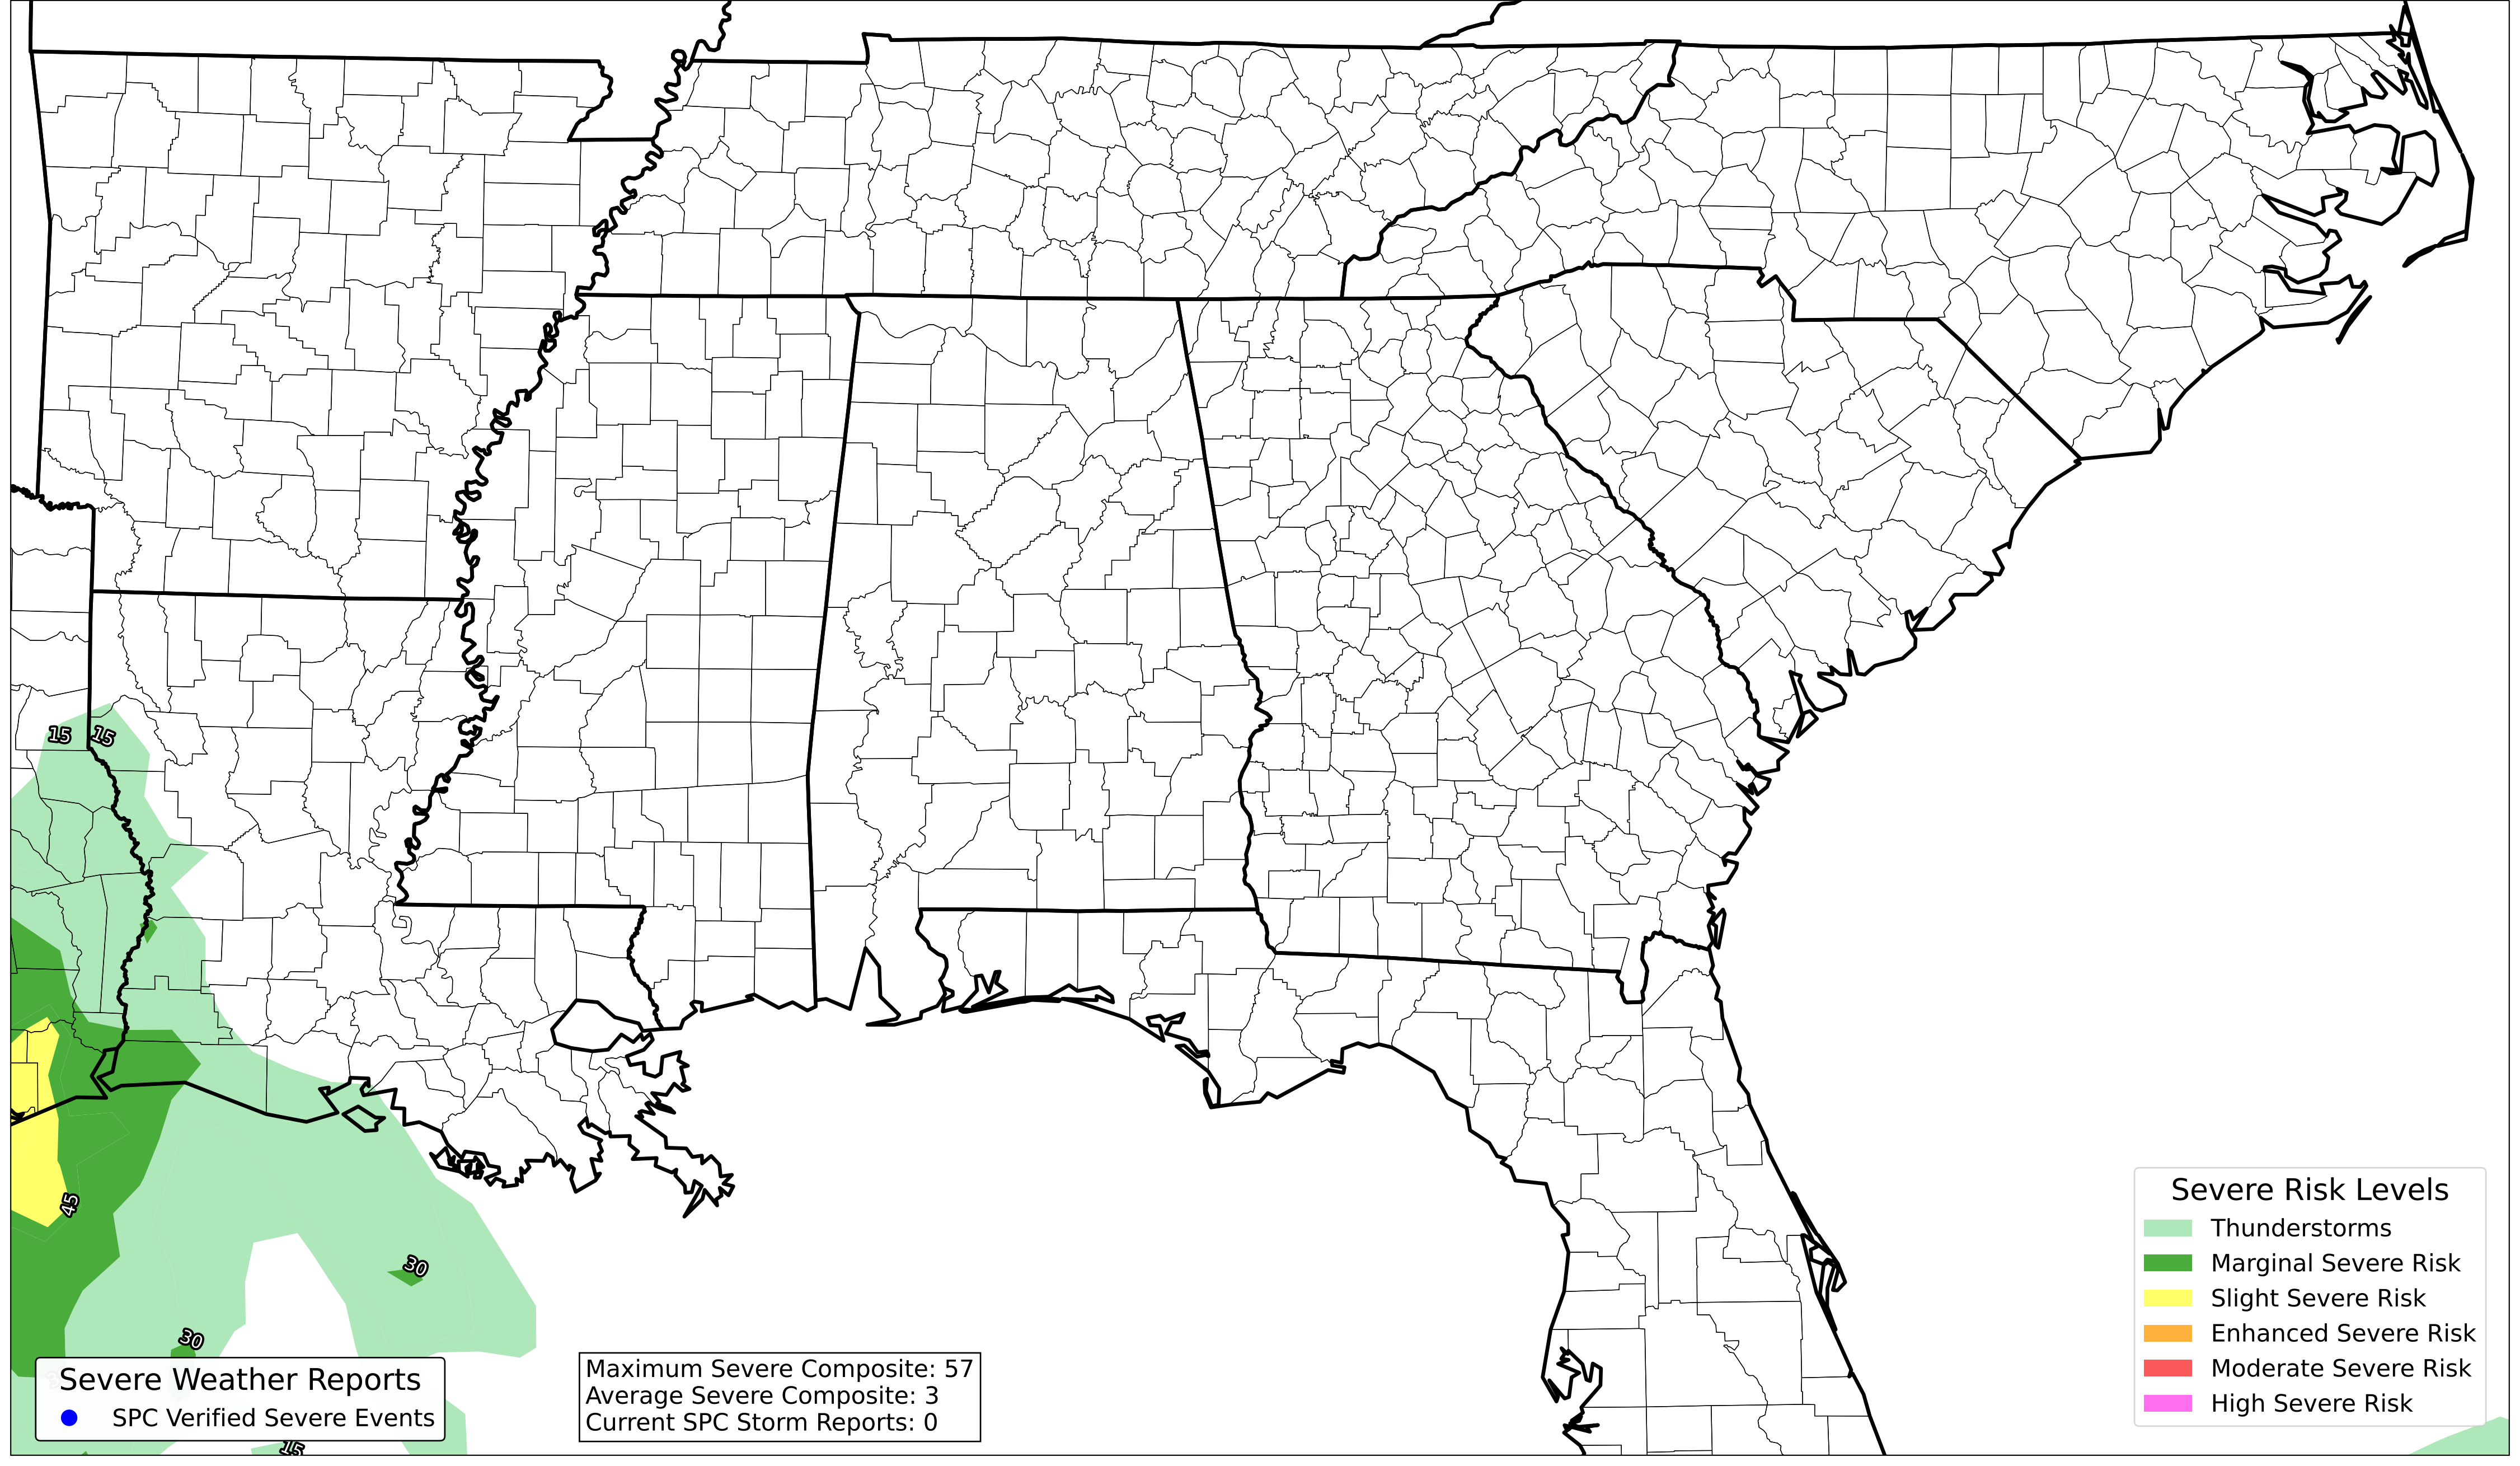 15 15
45
30
30
15
Severe Weather Reports
SPC Verified Severe Events
Maximum Severe Composite: 57
Average Severe Composite: 3
Current SPC Storm Reports: 0
Severe Risk Levels
Thunderstorms
Marginal Severe Risk
Slight Severe Risk
Enhanced Severe Risk
Moderate Severe Risk
High Severe Risk